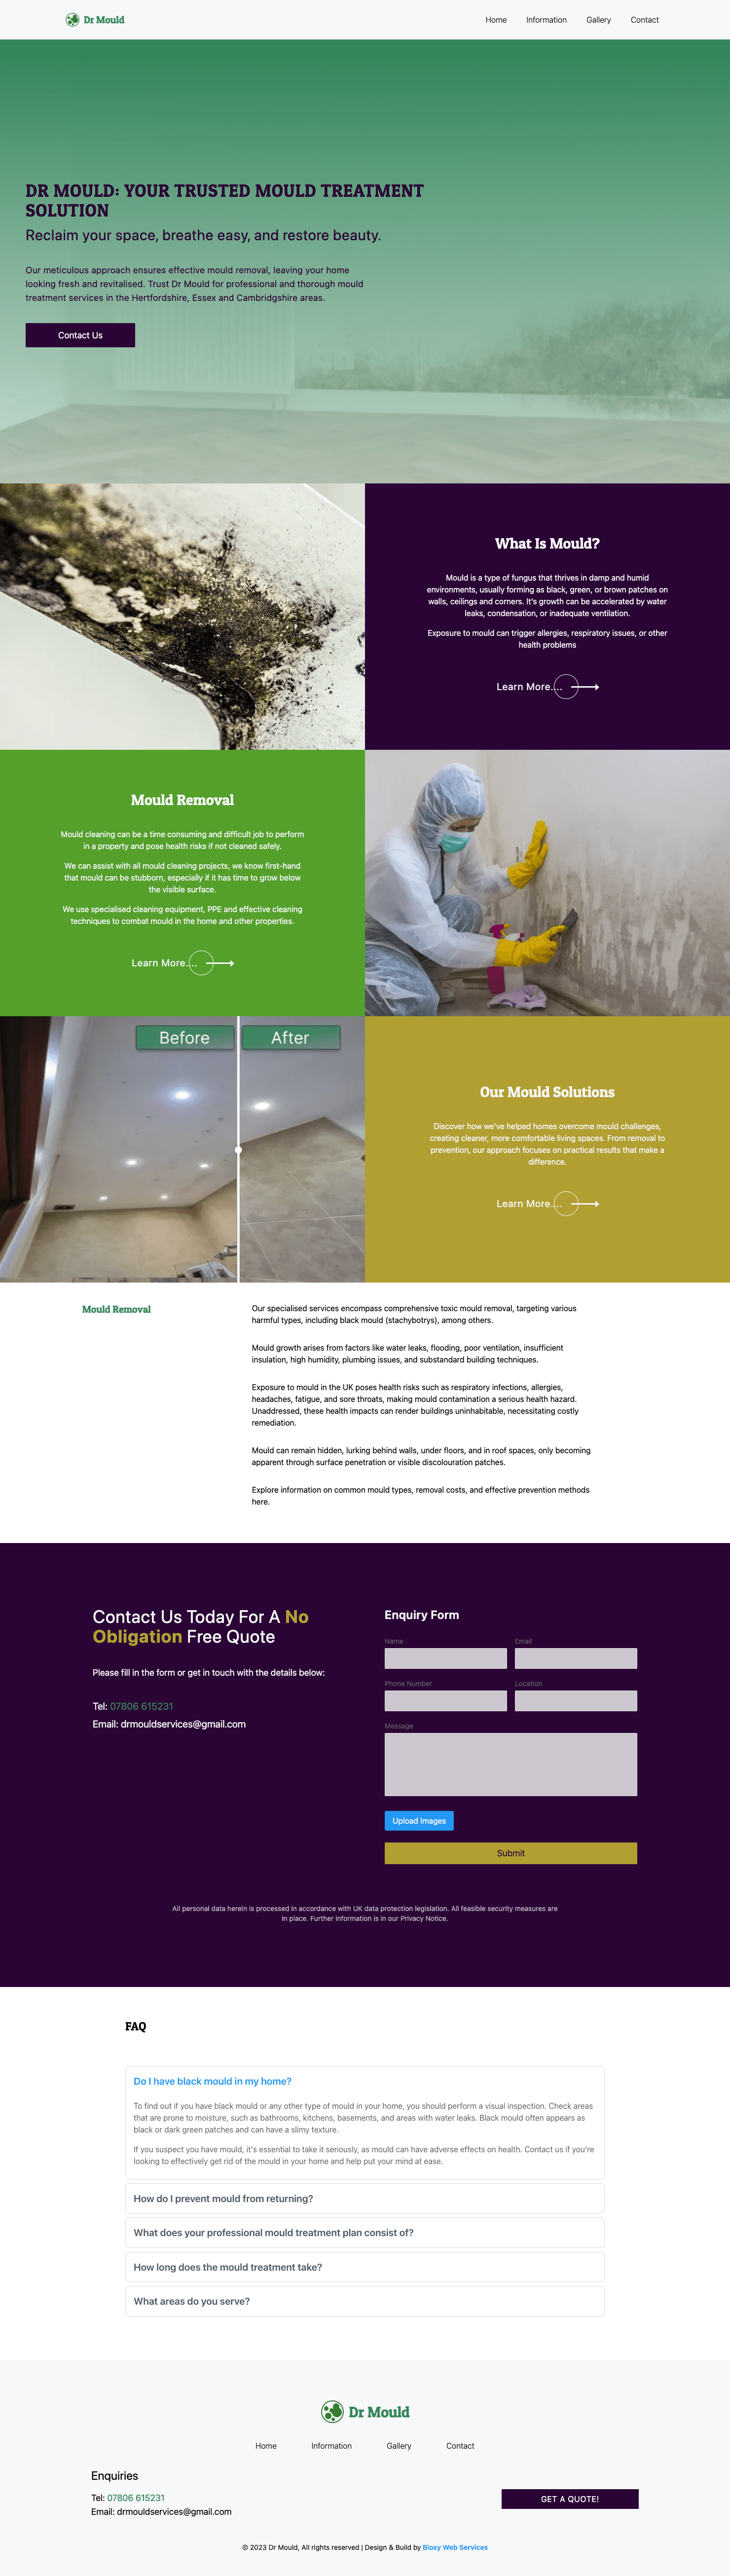 Dr Mould
Home Information Gallery Contact
DR MOULD: YOUR TRUSTED MOULD TREATMENT
SOLUTION
Reclaim your space, breathe easy, and restore beauty.
Our meticulous approach ensures effective mould removal, leaving your home
looking fresh and revitalised. Trust Dr Mould for professional and thorough mould
treatment services in the Hertfordshire, Essex and Cambridgshire areas.
Contact Us
What Is Mould?
Mould is a type of fungus that thrives in damp and humid
environments, usually forming as black, green, or brown patches on
walls, ceilings and corners. It's growth can be accelerated by water
leaks, condensation, or inadequate ventilation.
Exposure to mould can trigger allergies, respiratory issues, or other
health problems
Learn More....
Mould Removal
Mould cleaning can be a time consuming and difficult job to perform
in a property and pose health risks if not cleaned safely.
We can assist with all mould cleaning projects, we know first-hand
that mould can be stubborn, especially if it has time to grow below
the visible surface.
We use specialised cleaning equipment, PPE and effective cleaning
techniques to combat mould in the home and other properties.
Learn More....
Before
After
Our Mould Solutions
Discover how we've helped homes overcome mould challenges,
creating cleaner, more comfortable living spaces. From removal to
prevention, our approach focuses on practical results that make a
difference.
Learn More....
Mould Removal
Our specialised services encompass comprehensive toxic mould removal, targeting various
harmful types, including black mould (stachybotrys), among others.
Mould growth arises from factors like water leaks, flooding, poor ventilation, insufficient
insulation, high humidity, plumbing issues, and substandard building techniques.
Exposure to mould in the UK poses health risks such as respiratory infections, allergies,
headaches, fatigue, and sore throats, making mould contamination a serious health hazard.
Unaddressed, these health impacts can render buildings uninhabitable, necessitating costly
remediation.
Mould can remain hidden, lurking behind walls, under floors, and in roof spaces, only becoming
apparent through surface penetration or visible discolouration patches.
Explore information on common mould types, removal costs, and effective prevention methods
here.
Contact Us Today For A No
Obligation Free Quote
Please fill in the form or get in touch with the details below:
Tel: 07806 615231
Email: drmouldservices@gmail.com
Enquiry Form
Name Email
Phone Number Location
Message
Upload Images
Submit
All personal data herein is processed in accordance with UK data protection legislation. All feasible security measures are
in place. Further information is in our Privacy Notice.
FAQ
Do I have black mould in my home?
To find out if you have black mould or any other type of mould in your home, you should perform a visual inspection. Check areas
that are prone to moisture, such as bathrooms, kitchens, basements, and areas with water leaks. Black mould often appears as
black or dark green patches and can have a slimy texture.
If you suspect you have mould, it's essential to take it seriously, as mould can have adverse effects on health. Contact us if you're
looking to effectively get rid of the mould in your home and help put your mind at ease.
How do I prevent mould from returning?
What does your professional mould treatment plan consist of?
How long does the mould treatment take?
What areas do you serve?
Dr Mould
Home Information Gallery Contact
Enquiries
Tel: 07806 615231
Email: drmouldservices@gmail.com
GET A QUOTE!
© 2023 Dr Mould, All rights reserved | Design & Build by Bloxy Web Services